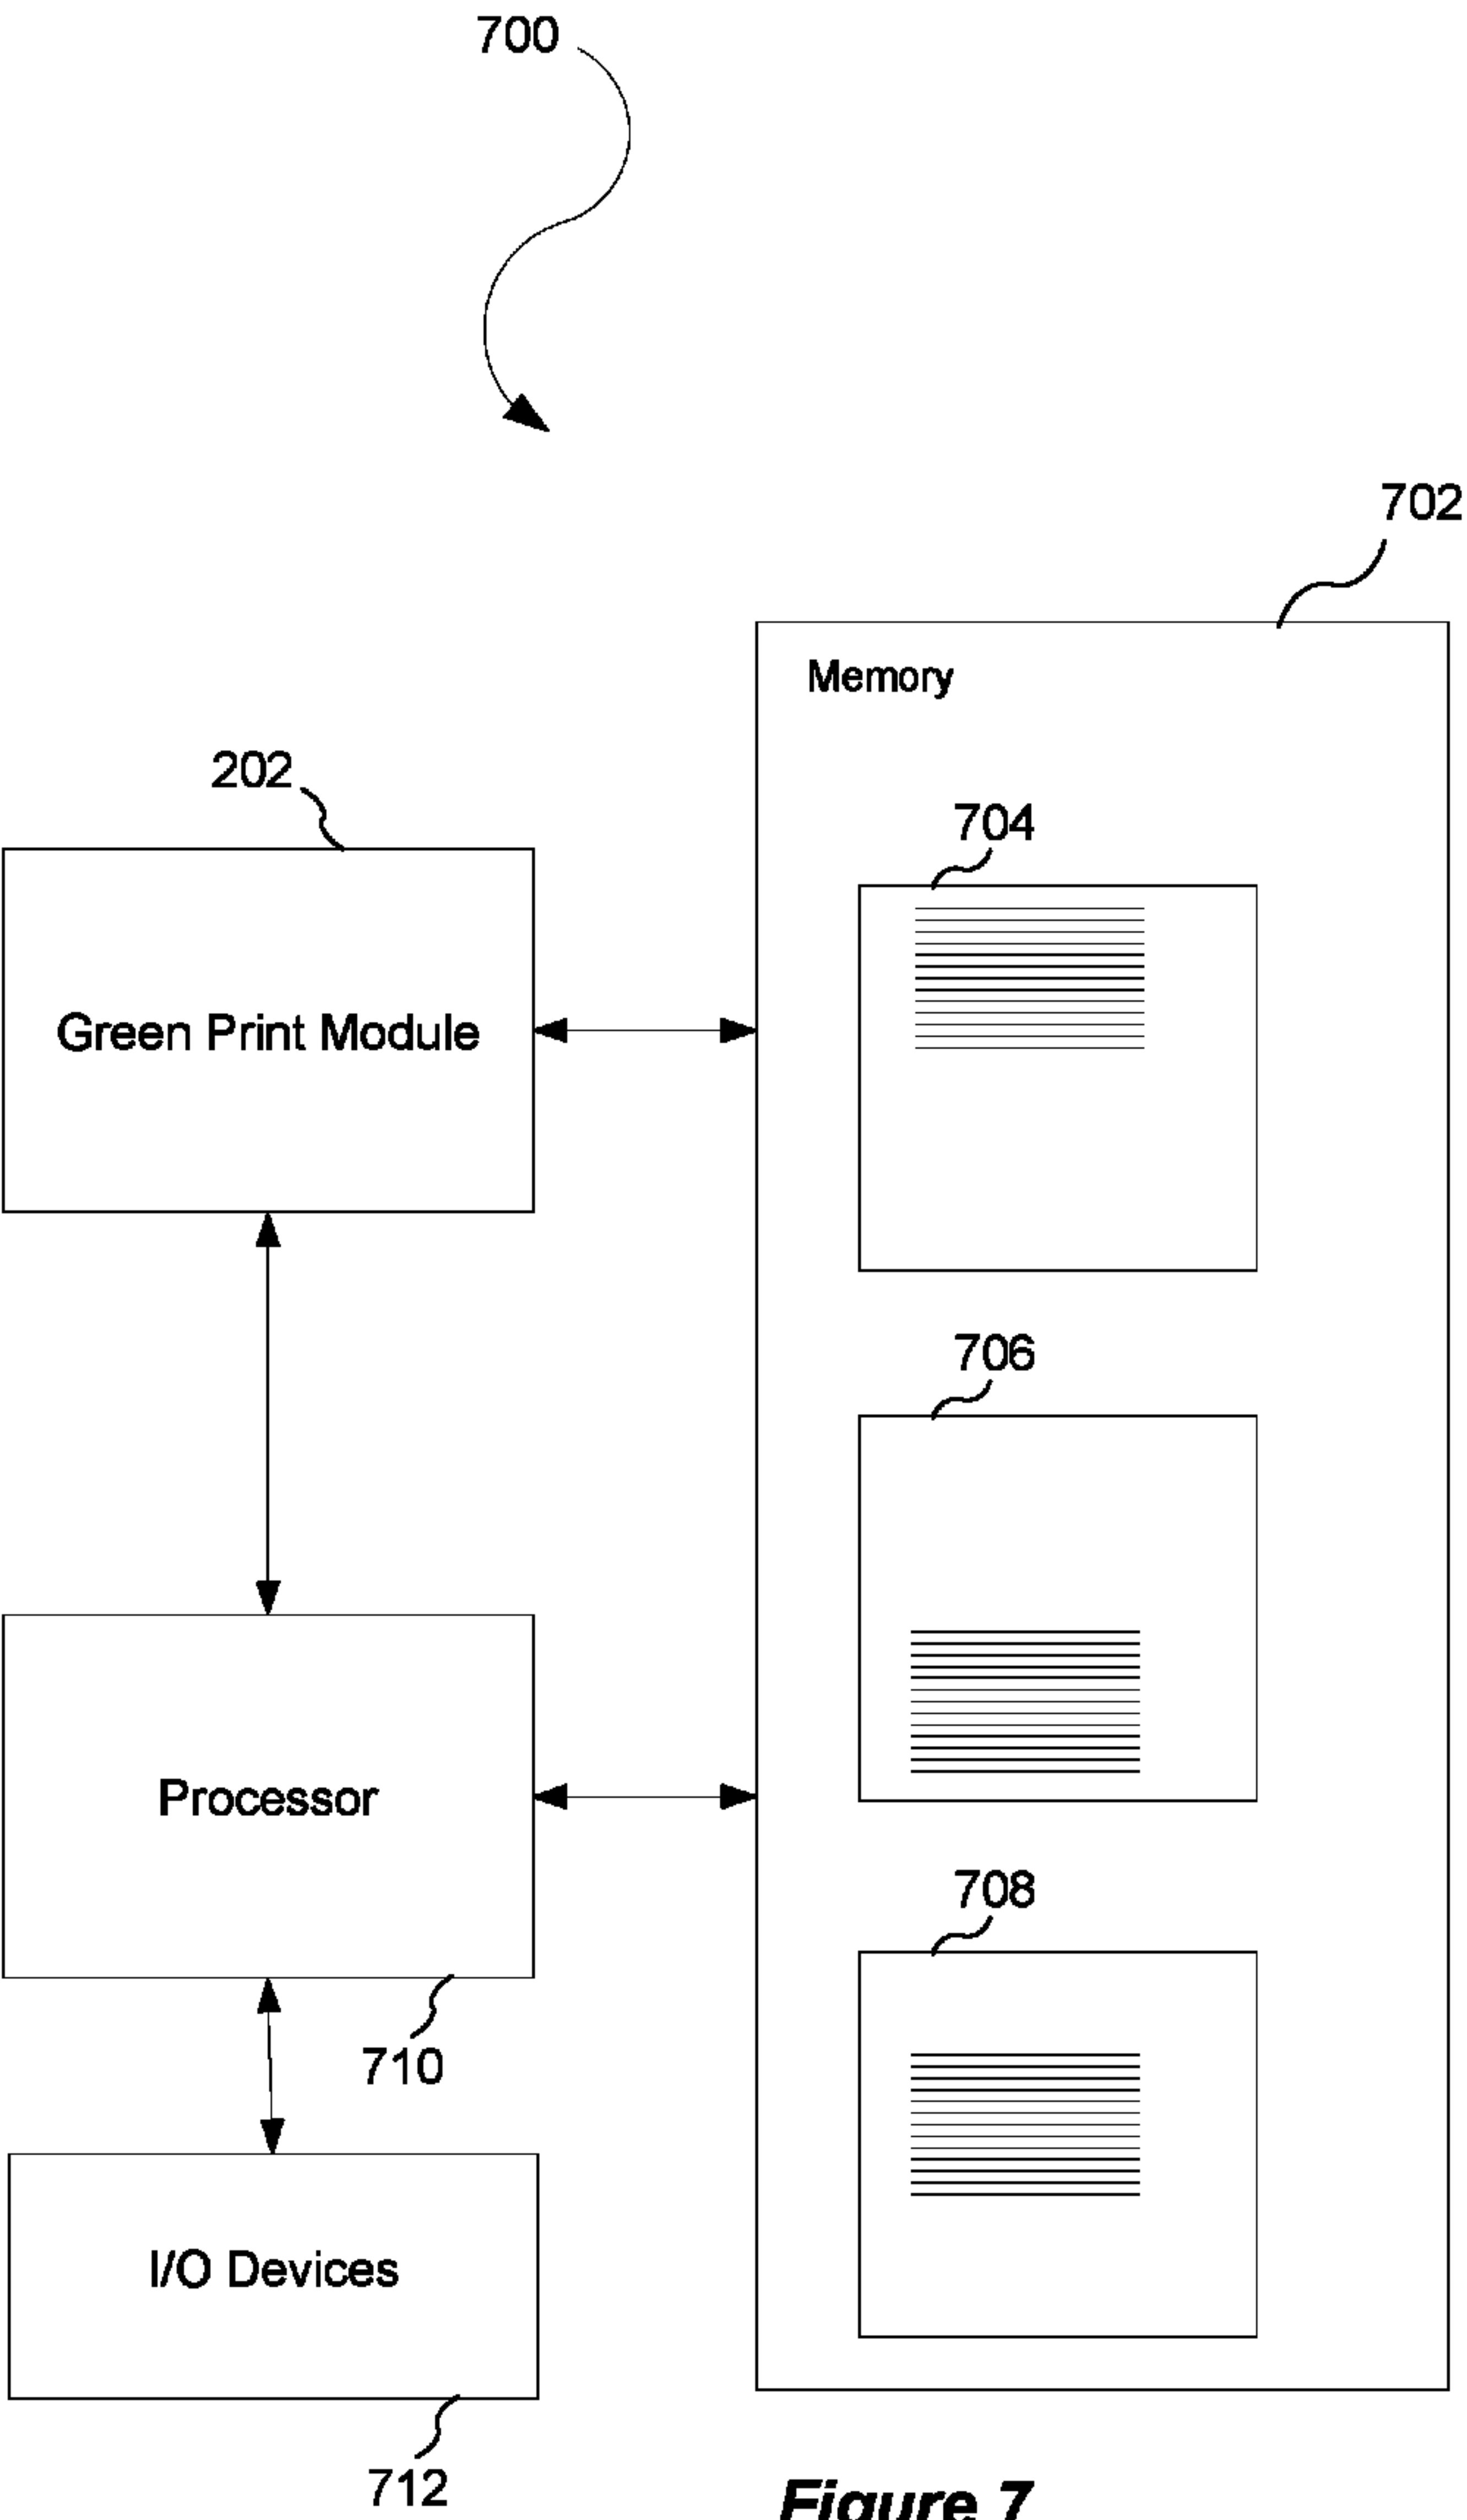 700
702
Memory
202
704
Green Print Module
706
Processor
708
710
I/O Devices
712
Figure 7